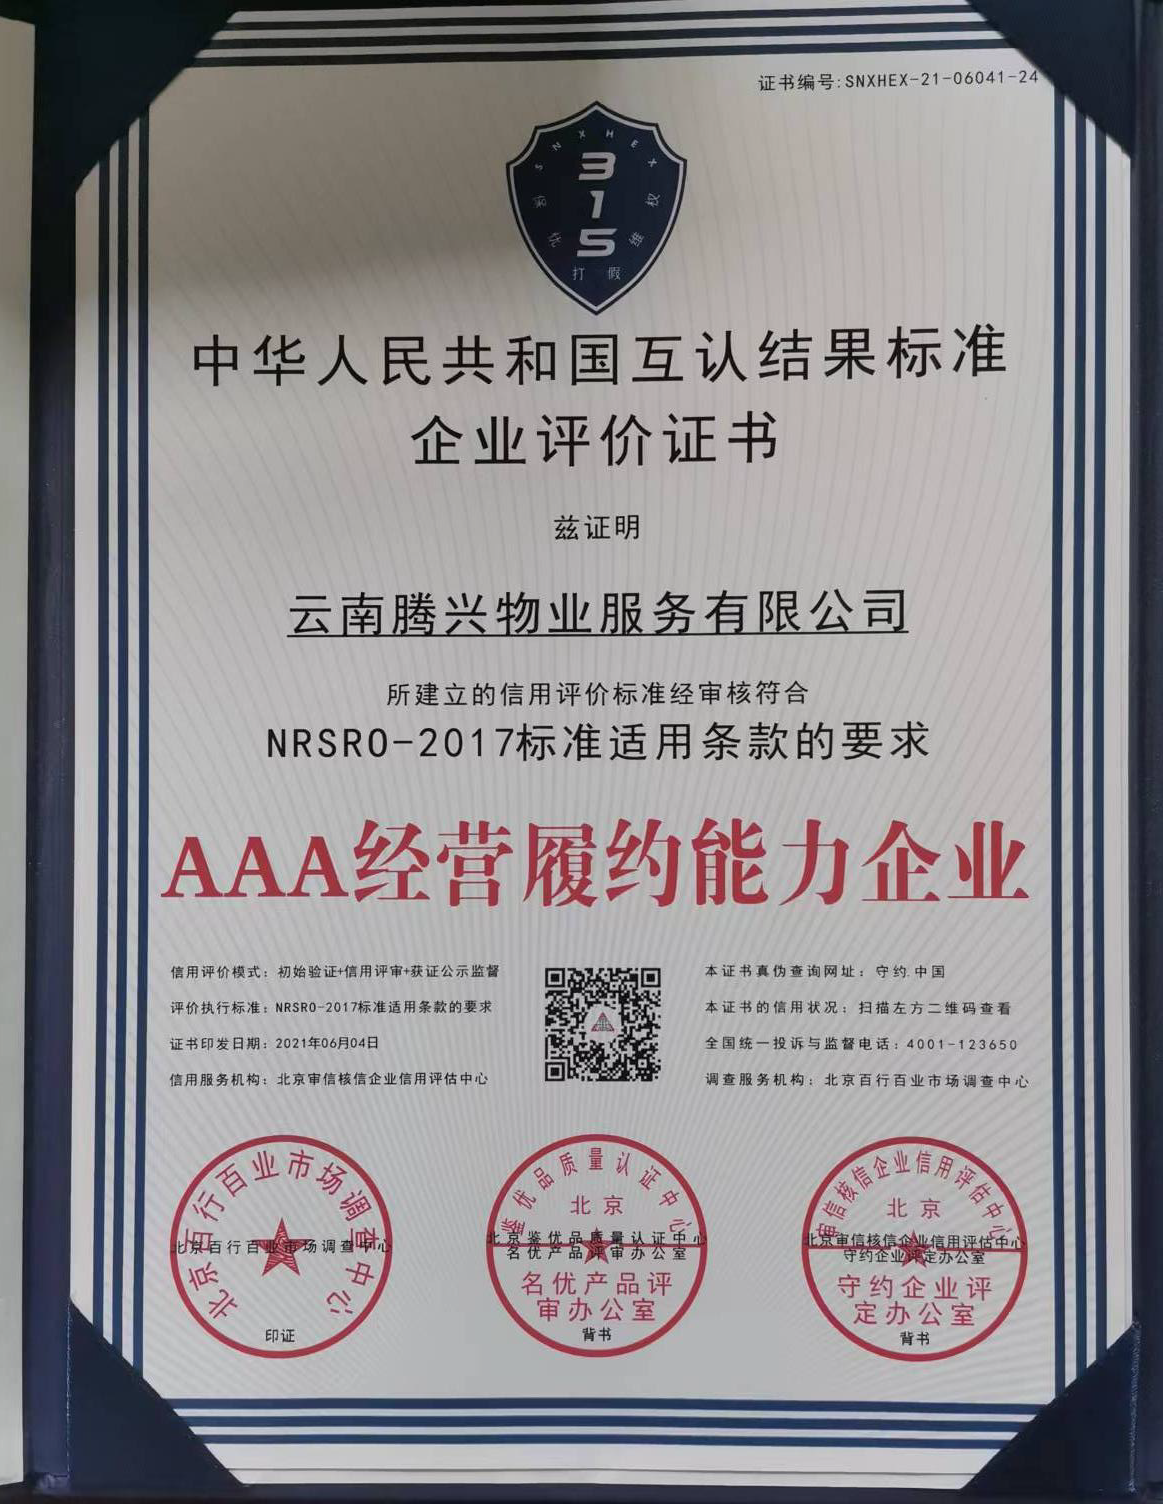 证书编号:SNXHEX-21-06041-24
SNXHEX
315
彩优维权
打假
中华人民共和国互认结果标准
企业评价证书
兹证明
云南腾兴物业服务有限公司
所建立的信用评价标准经审核符合
NRSRO-2017标准适用条款的要求
AAA经营履约能力企业
信用评价模式：初始验证+信用评审+获证公示监督
评价执行标准：NRSRO-2017标准适用条款的要求
证书印发日期：2021年06月04日
信用服务机构：北京审信核信企业信用评估中心
本证书真伪查询网址：守约.中国
本证书的信用状况：扫描左方二维码查看
全国统一投诉与监督电话：4001-123650
调查服务机构：北京百行百业市场调查中心
北京百行百业市场调查中心
北京百行百业市场调查中心
印证
鉴优品质量认证中心
北京
北京鉴优品质量认证中心
名优产品评审办公室
名优产品评
审办公室
背书
审信核信企业信用评估中心
北京
北京审信核信企业信用评估中心
守约企业评定办公室
守约企业评
定办公室
背书